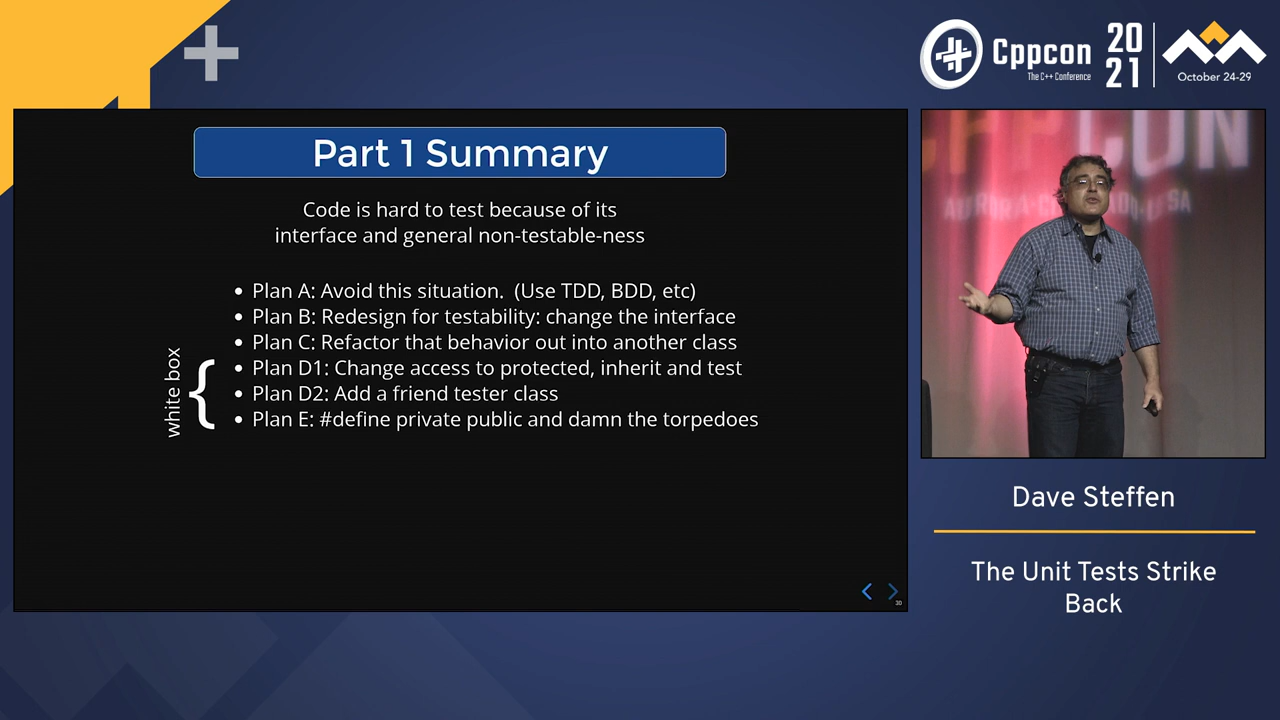 Cppcon
The C++ Conference
20
21
October 24-29
Part 1 Summary
Code is hard to test because of its
interface and general non-testable-ness
• Plan A: Avoid this situation.  (Use TDD, BDD, etc)
• Plan B: Redesign for testability: change the interface
• Plan C: Refactor that behavior out into another class
white box
• Plan D1: Change access to protected, inherit and test
• Plan D2: Add a friend tester class
• Plan E: #define private public and damn the torpedoes
30
Dave Steffen
The Unit Tests Strike
Back